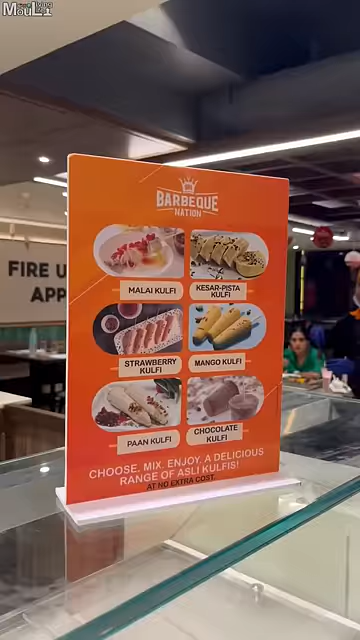 MouLi
BARBEQUE
NATION
FIRE U
APP
MALAI KULFI
KESAR-PISTA
KULFI
STRAWBERRY
KULFI
MANGO KULFI
PAAN KULFI
CHOCOLATE
KULFI
CHOOSE. MIX. ENJOY. A DELICIOUS
RANGE OF ASLI KULFIS!
AT NO EXTRA COST.